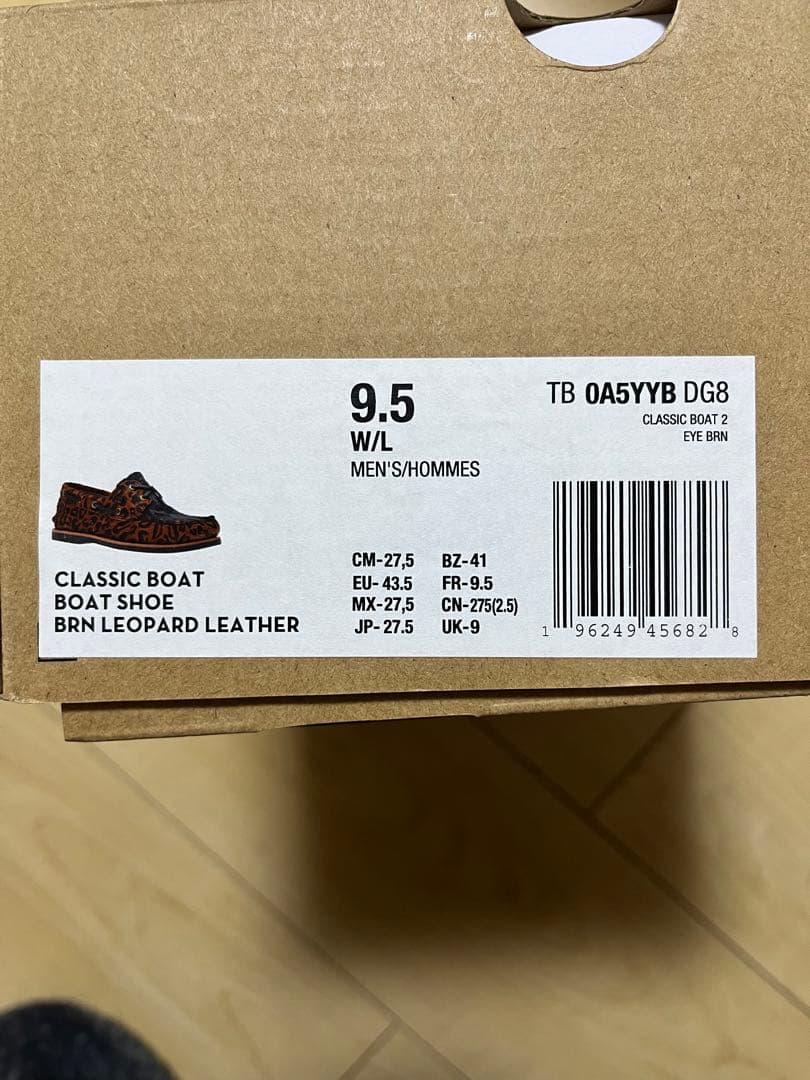 9.5
W/L
MEN'S/HOMMES
TB 0A5YYB DG8
CLASSIC BOAT 2
EYE BRN
CLASSIC BOAT
BOAT SHOE
BRN LEOPARD LEATHER
CM-27,5 BZ-41
EU- 43.5 FR-9.5
MX-27,5 CN-275(2.5)
JP- 27.5 UK-9
1 96249 45682 8